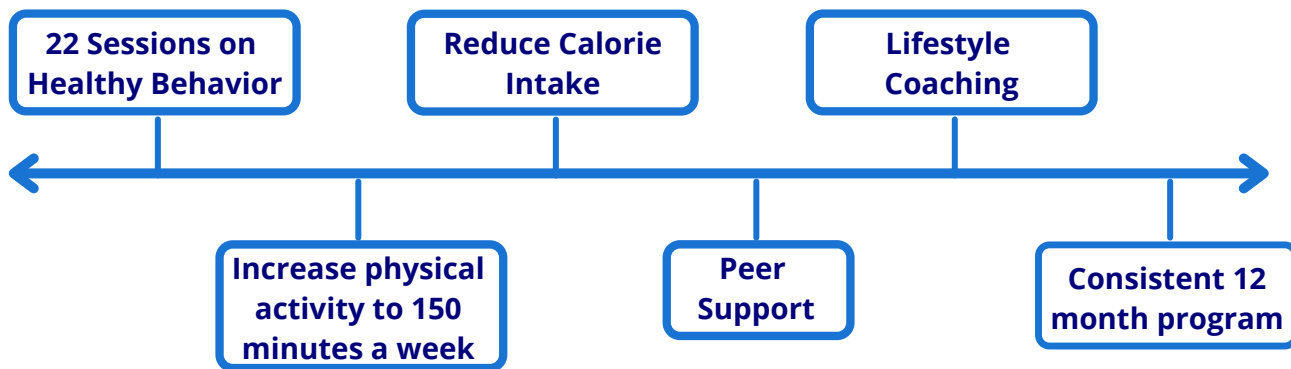 22 Sessions on
Healthy Behavior
Reduce Calorie
Intake
Lifestyle
Coaching
Increase physical
activity to 150
minutes a week
Peer
Support
Consistent 12
month program